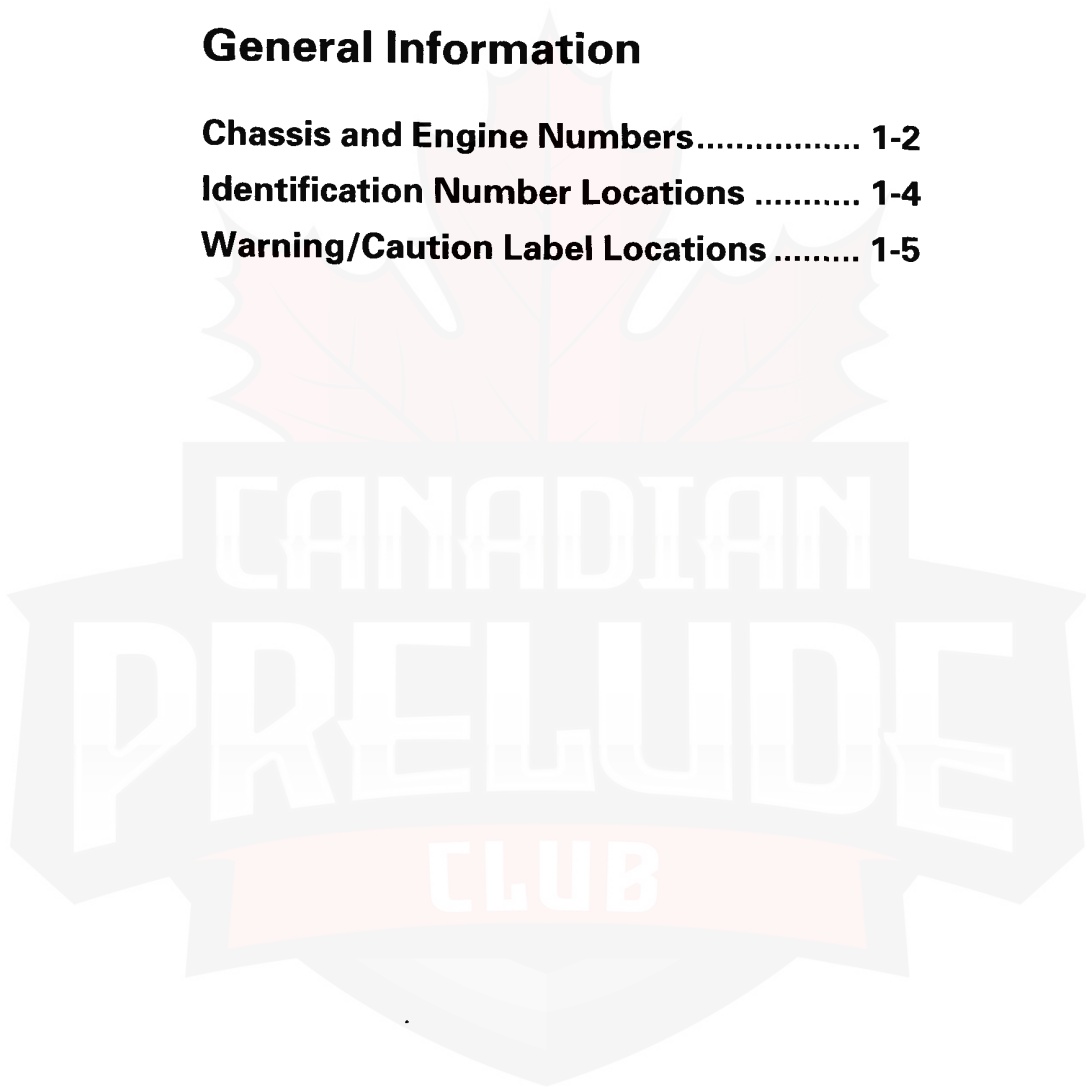 General Information
Chassis and Engine Numbers................. 1-2
Identification Number Locations ........... 1-4
Warning/Caution Label Locations ......... 1-5
CANADIAN
PRELUDE
CLUB